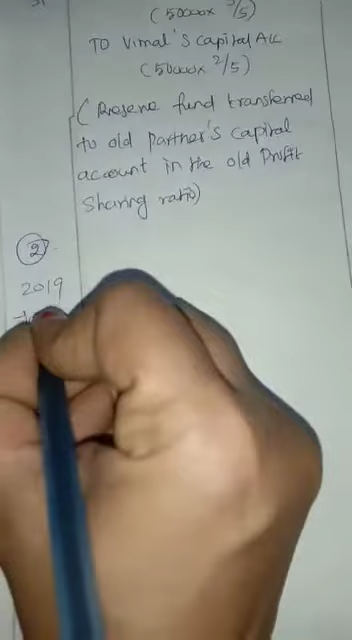 (50000x 3/5)
TO Vimal's capital A/c
(50000x 2/5)
(Reserve fund transferred
to old Partner's capital
account in the old Profit
Sharing ratio)
2
2019